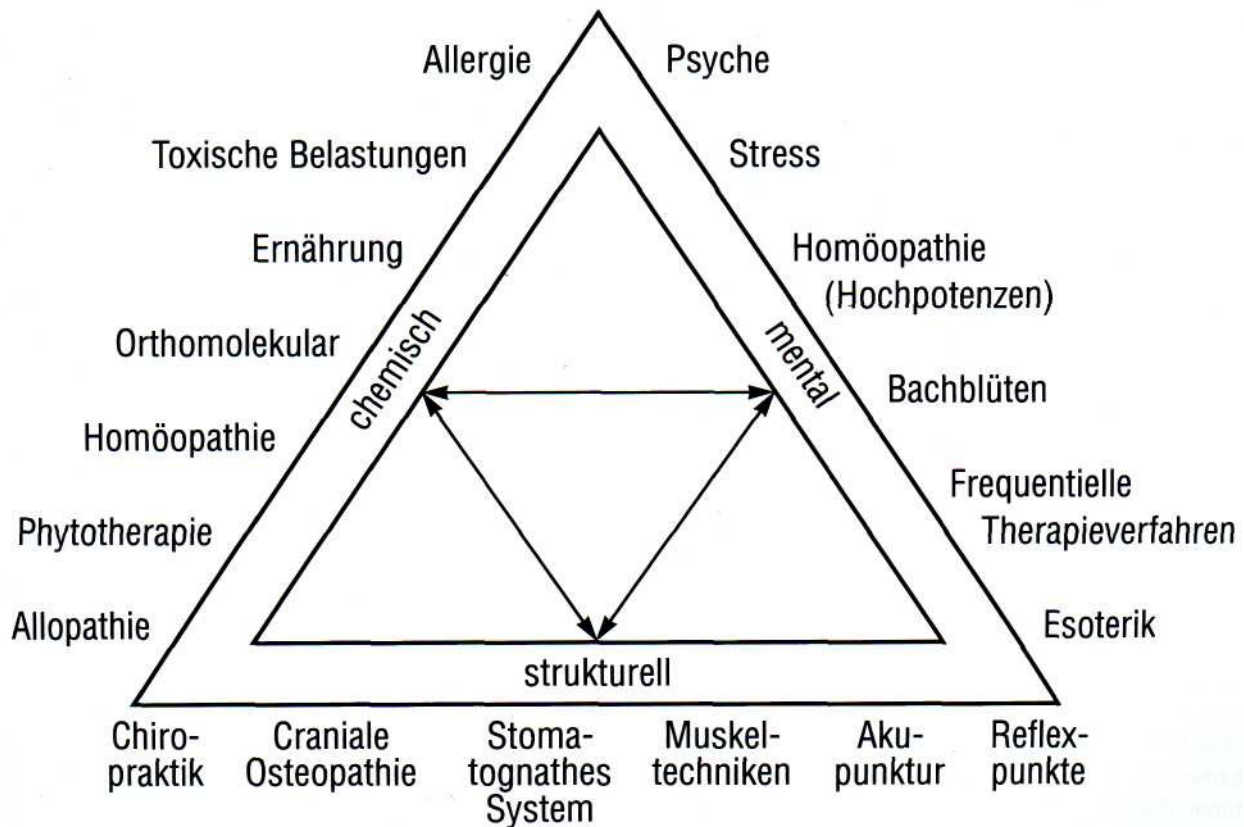 Allergie
Psyche
Toxische Belastungen
Stress
Ernährung
Homöopathie
(Hochpotenzen)
Orthomolekular
chemisch
mental
Bachblüten
Homöopathie
Frequentielle
Therapieverfahren
Phytotherapie
Allopathie
Esoterik
strukturell
Chiro-
praktik
Craniale
Osteopathie
Stoma-
tognathes
System
Muskel-
techniken
Aku-
punktur
Reflex-
punkte